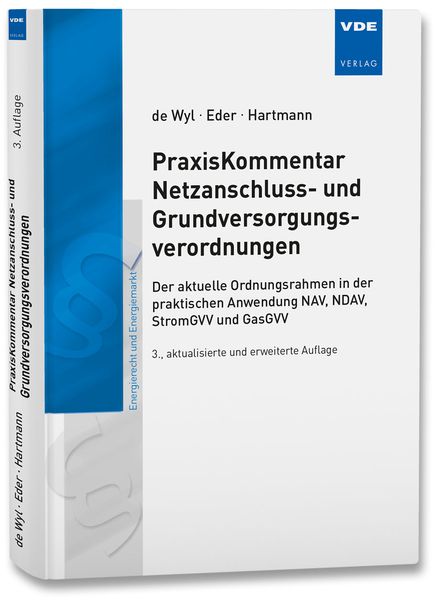 VDE
VERLAG
de Wyl · Eder · Hartmann
PraxisKommentar
Netzanschluss- und
Grundversorgungs-
verordnungen
Der aktuelle Ordnungsrahmen in der
praktischen Anwendung NAV, NDAV,
StromGVV und GasGVV
3., aktualisierte und erweiterte Auflage
Energierecht und Energiemarkt
§
§
3. Auflage
PraxisKommentar Netzanschluss- und
Grundversorgungsverordnungen
de Wyl · Eder · Hartmann